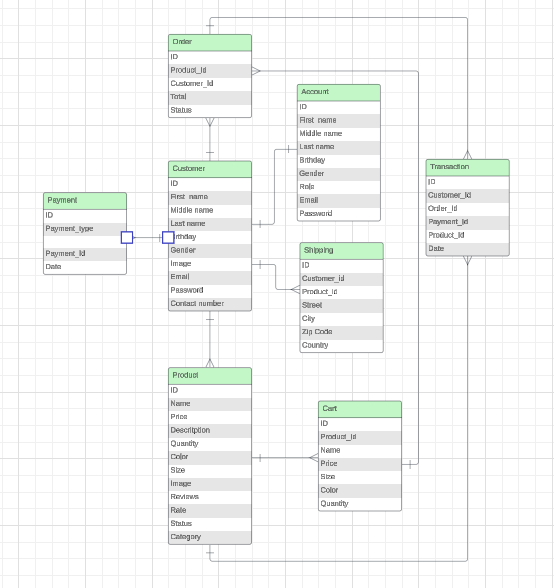 Order
ID
Product_Id
Customer_Id
Total
Status
Account
ID
First name
Middle name
Last name
Birthday
Gender
Role
Email
Password
Customer
ID
First name
Middle name
Last name
irthday
Gender
Image
Email
Password
Contact number
Transaction
ID
Customer_Id
Order_Id
Payment_Id
Product_Id
Date
Payment
ID
Payment_type
Payment_Id
Date
Shipping
ID
Customer_id
Product_Id
Street
City
Zip Code
Country
Product
ID
Name
Price
Quantity
Color
Size
Image
Reviews
Rate
Status
Category
Cart
ID
Product_Id
Name
Price
Size
Color
Quantity